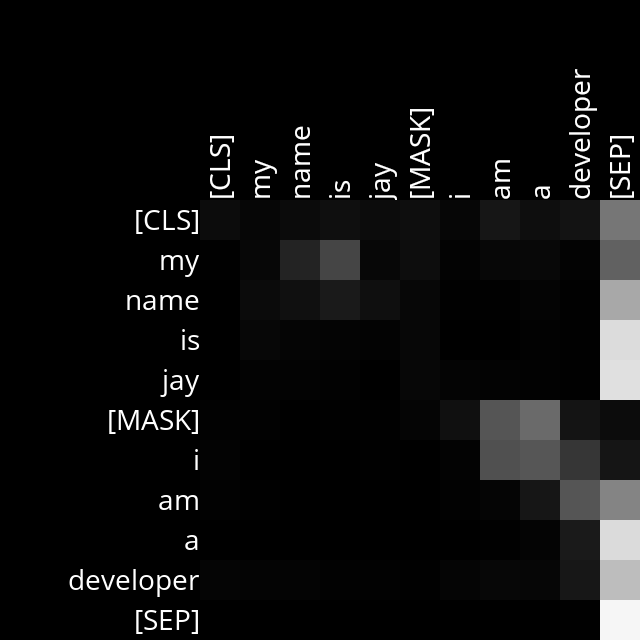 [CLS]
my
name
is
jay
[MASK]
i
am
a
developer
[SEP]
[CLS]
my
name
is
jay
[MASK]
i
am
a
developer
[SEP]